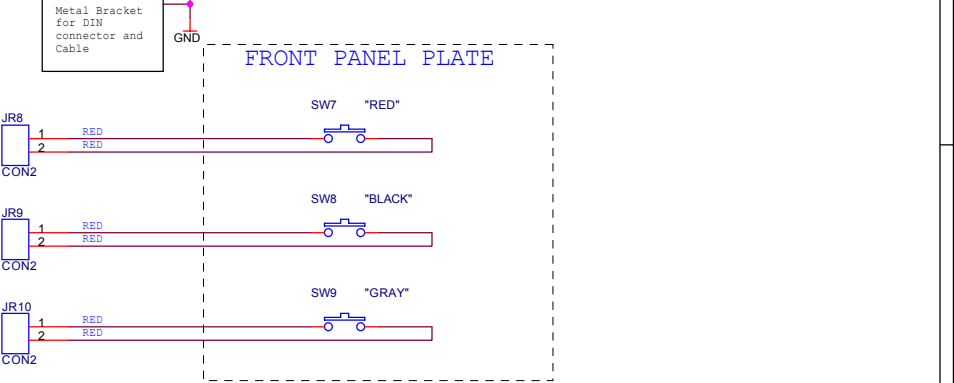 Metal Bracket
for DIN
connector and
Cable
GND
FRONT PANEL PLATE
SW7 "RED"
JR8
1 RED
2 RED
CON2
SW8 "BLACK"
JR9
1 RED
2 RED
CON2
SW9 "GRAY"
JR10
1 RED
2 RED
CON2